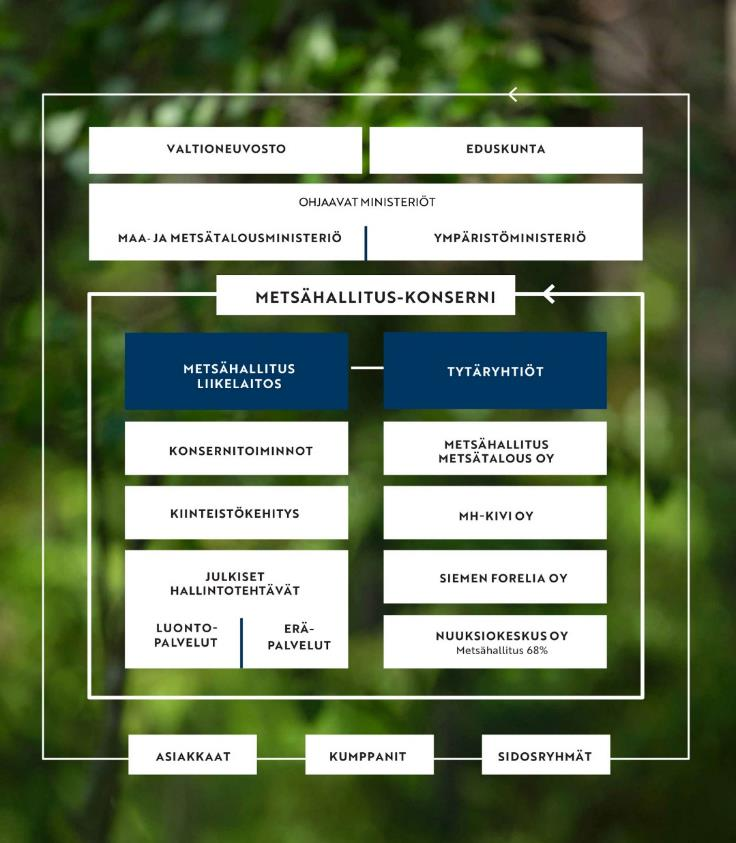 VALTIONEUVOSTO
EDUSKUNTA
OHJAAVAT MINISTERIÖT
MAA- JA METSÄTALOUSMINISTERIÖ
YMPÄRISTÖMINISTERIÖ
METSÄHALLITUS-KONSERNI
METSÄHALLITUS
LIIKELAITOS
TYTÄRYHTIÖT
KONSERNITOIMINNOT
METSÄHALLITUS
METSÄTALOUS OY
KIINTEISTÖKEHITYS
MH-KIVI OY
JULKISET
HALLINTOTEHTÄVÄT
LUONTO-
PALVELUT
ERÄ-
PALVELUT
SIEMEN FORELIA OY
NUUKSIOKESKUS OY
Metsähallitus 68%
ASIAKKAAT
KUMPPANIT
SIDOSRYHMÄT